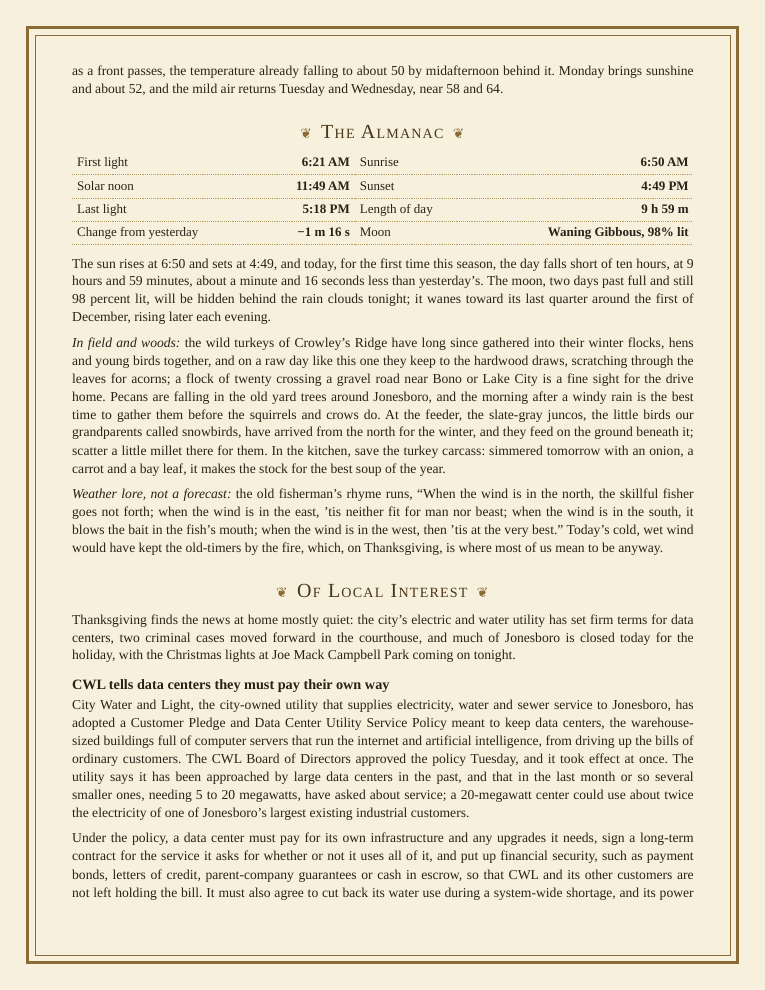 as a front passes, the temperature already falling to about 50 by midafternoon behind it. Monday brings sunshine
and about 52, and the mild air returns Tuesday and Wednesday, near 58 and 64.
❦ The Almanac ❦
First light 6:21 AM Sunrise 6:50 AM
Solar noon 11:49 AM Sunset 4:49 PM
Last light 5:18 PM Length of day 9 h 59 m
Change from yesterday −1 m 16 s Moon Waning Gibbous, 98% lit
The sun rises at 6:50 and sets at 4:49, and today, for the first time this season, the day falls short of ten hours, at 9
hours and 59 minutes, about a minute and 16 seconds less than yesterday’s. The moon, two days past full and still
98 percent lit, will be hidden behind the rain clouds tonight; it wanes toward its last quarter around the first of
December, rising later each evening.
In field and woods: the wild turkeys of Crowley’s Ridge have long since gathered into their winter flocks, hens
and young birds together, and on a raw day like this one they keep to the hardwood draws, scratching through the
leaves for acorns; a flock of twenty crossing a gravel road near Bono or Lake City is a fine sight for the drive
home. Pecans are falling in the old yard trees around Jonesboro, and the morning after a windy rain is the best
time to gather them before the squirrels and crows do. At the feeder, the slate-gray juncos, the little birds our
grandparents called snowbirds, have arrived from the north for the winter, and they feed on the ground beneath it;
scatter a little millet there for them. In the kitchen, save the turkey carcass: simmered tomorrow with an onion, a
carrot and a bay leaf, it makes the stock for the best soup of the year.
Weather lore, not a forecast: the old fisherman’s rhyme runs, “When the wind is in the north, the skillful fisher
goes not forth; when the wind is in the east, ’tis neither fit for man nor beast; when the wind is in the south, it
blows the bait in the fish’s mouth; when the wind is in the west, then ’tis at the very best.” Today’s cold, wet wind
would have kept the old-timers by the fire, which, on Thanksgiving, is where most of us mean to be anyway.
❦ Of Local Interest ❦
Thanksgiving finds the news at home mostly quiet: the city’s electric and water utility has set firm terms for data
centers, two criminal cases moved forward in the courthouse, and much of Jonesboro is closed today for the
holiday, with the Christmas lights at Joe Mack Campbell Park coming on tonight.
CWL tells data centers they must pay their own way
City Water and Light, the city-owned utility that supplies electricity, water and sewer service to Jonesboro, has
adopted a Customer Pledge and Data Center Utility Service Policy meant to keep data centers, the warehouse-
sized buildings full of computer servers that run the internet and artificial intelligence, from driving up the bills of
ordinary customers. The CWL Board of Directors approved the policy Tuesday, and it took effect at once. The
utility says it has been approached by large data centers in the past, and that in the last month or so several
smaller ones, needing 5 to 20 megawatts, have asked about service; a 20-megawatt center could use about twice
the electricity of one of Jonesboro’s largest existing industrial customers.
Under the policy, a data center must pay for its own infrastructure and any upgrades it needs, sign a long-term
contract for the service it asks for whether or not it uses all of it, and put up financial security, such as payment
bonds, letters of credit, parent-company guarantees or cash in escrow, so that CWL and its other customers are
not left holding the bill. It must also agree to cut back its water use during a system-wide shortage, and its power